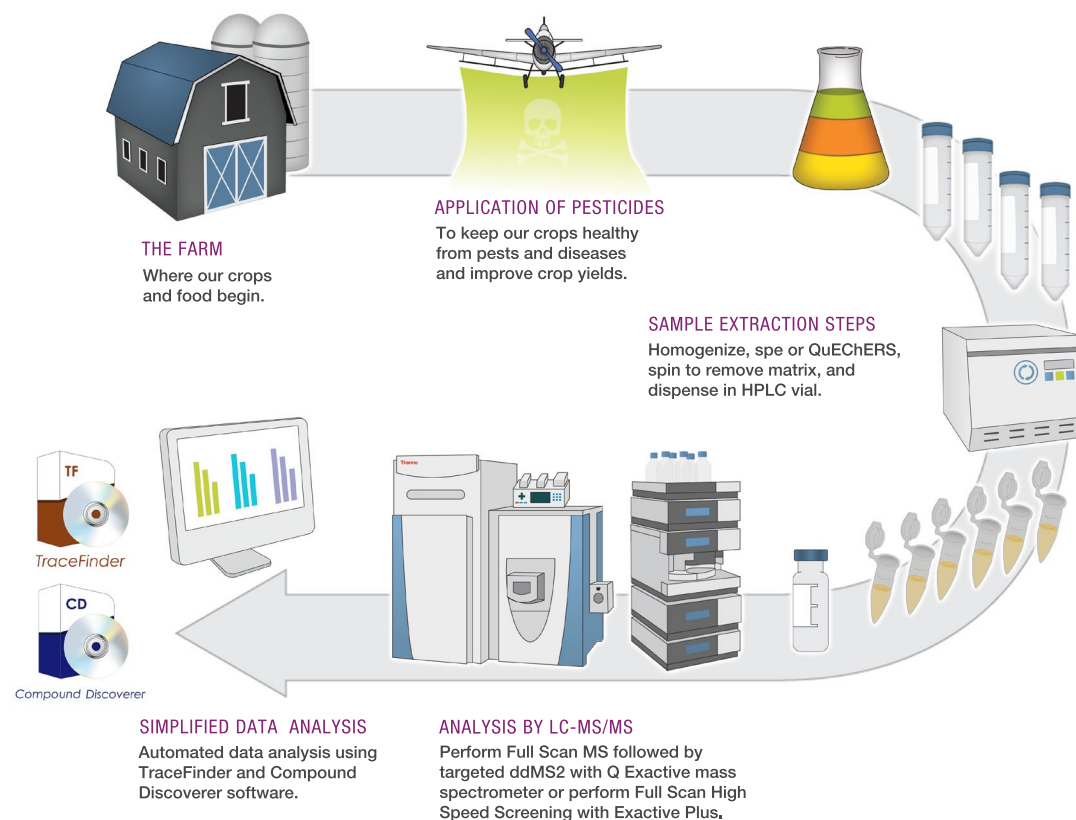 THE FARM
Where our crops
and food begin.
APPLICATION OF PESTICIDES
To keep our crops healthy
from pests and diseases
and improve crop yields.
SAMPLE EXTRACTION STEPS
Homogenize, spe or QuEChERS,
spin to remove matrix, and
dispense in HPLC vial.
TF
TraceFinder
CD
Compound Discoverer
Thermo
SIMPLIFIED DATA  ANALYSIS
Automated data analysis using
TraceFinder and Compound
Discoverer software.
ANALYSIS BY LC-MS/MS
Perform Full Scan MS followed by
targeted ddMS2 with Q Exactive mass
spectrometer or perform Full Scan High
Speed Screening with Exactive Plus.